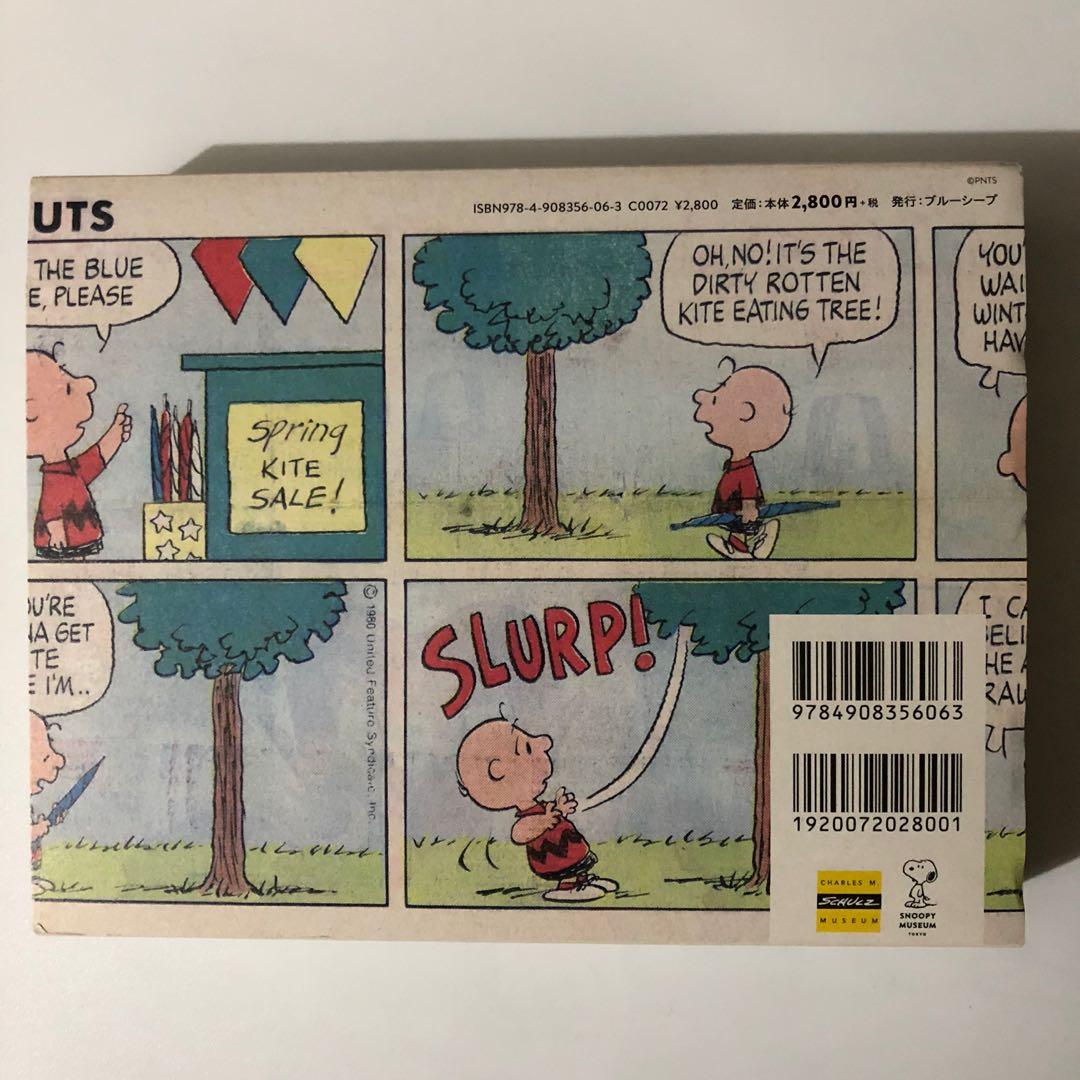 UTS
ISBN978-4-908356-06-3 C0072 ¥2,800 定価:本体2,800円+税 発行:ブルーシープ
©PNTS
THE BLUE
E, PLEASE
Spring
KITE
SALE!
OH, NO! IT'S THE
DIRTY ROTTEN
KITE EATING TREE!
YOU'
WAI
WINT
HAV
U'RE
NA GET
TE
E I'M..
© 1980 United Feature Syndicate, Inc.
SLURP!
I CA
BELI
HE A
RAU
9784908356063
1920072028001
CHARLES M.
SCHULZ
MUSEUM
SNOOPY
MUSEUM
TOKYO